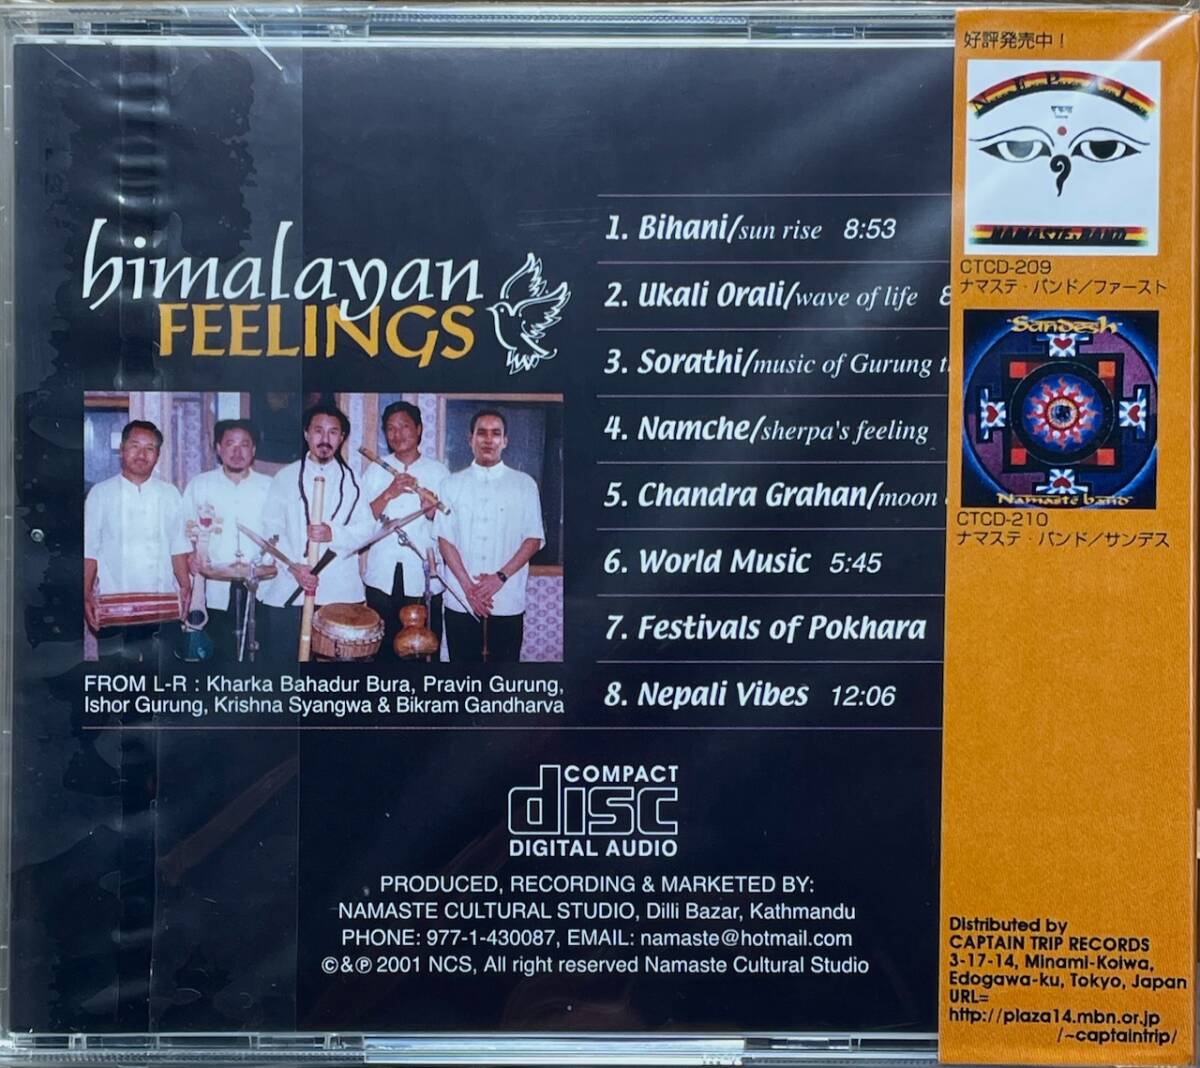 himalayan
FEELINGS
1. Bihani/sun rise 8:53
2. Ukali Orali/wave of life
3. Sorathi/music of Gurung
4. Namche/sherpa's feeling
5. Chandra Grahan/moon
6. World Music 5:45
7. Festivals of Pokhara
8. Nepali Vibes 12:06
FROM L-R : Kharka Bahadur Bura, Pravin Gurung,
Ishor Gurung, Krishna Syangwa & Bikram Gandharva
COMPACT
disc
DIGITAL AUDIO
PRODUCED, RECORDING & MARKETED BY:
NAMASTE CULTURAL STUDIO, Dilli Bazar, Kathmandu
PHONE: 977-1-430087, EMAIL: namaste@hotmail.com
©&℗ 2001 NCS, All right reserved Namaste Cultural Studio
好評発売中！
NAMASTE BAND
CTCD-209
ナマステ・バンド／ファースト
Sandesh
Namaste band
CTCD-210
ナマステ・バンド／サンデス
Distributed by
CAPTAIN TRIP RECORDS
3-17-14, Minami-Koiwa,
Edogawa-ku, Tokyo, Japan
URL=
http://plaza14.mbn.or.jp
/~captaintrip/